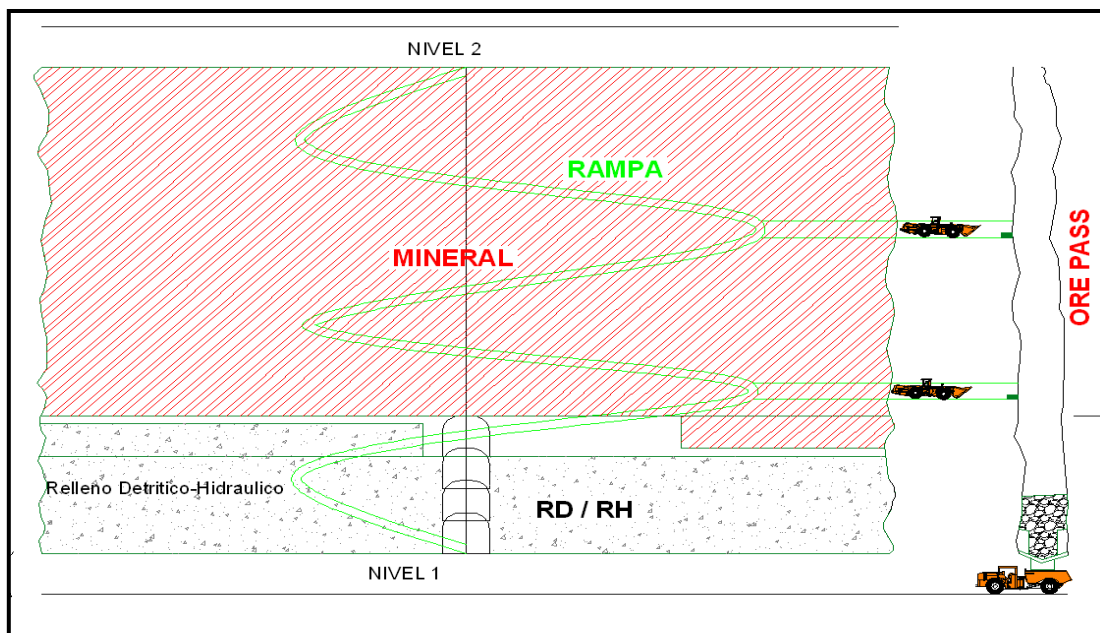 NIVEL 2
RAMPA
MINERAL
ORE PASS
Relleno Detritico-Hidraulico
RD / RH
NIVEL 1